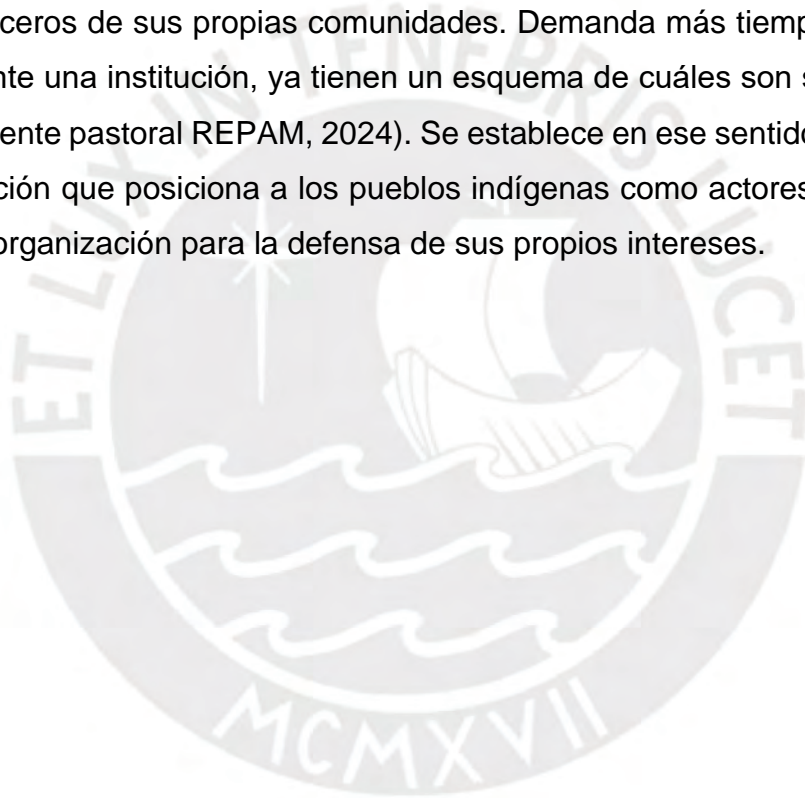 ceros de sus propias comunidades. Demanda más tiemp
nte una institución, ya tienen un esquema de cuáles son s
ente pastoral REPAM, 2024). Se establece en ese sentido
ción que posiciona a los pueblos indígenas como actores
organización para la defensa de sus propios intereses.
ET LUX IN TENEBRIS LUCET
MCMXVII